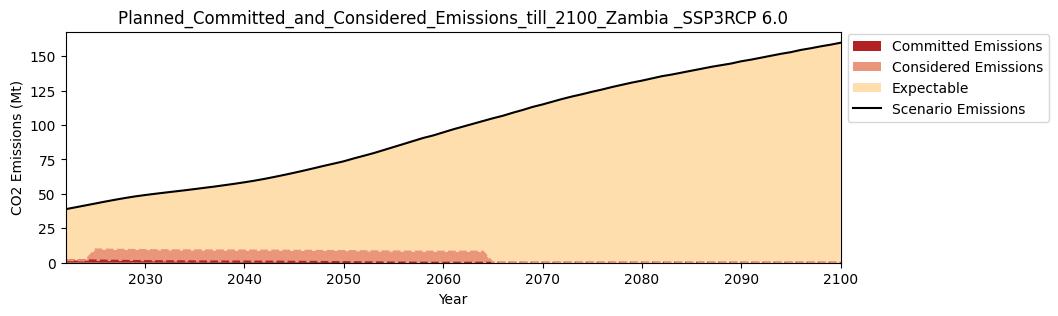 Planned_Committed_and_Considered_Emissions_till_2100_Zambia _SSP3RCP 6.0
Committed Emissions
Considered Emissions
Expectable
Scenario Emissions
CO2 Emissions (Mt)
150
125
100
75
50
25
0
2030
2040
2050
2060
2070
2080
2090
2100
Year